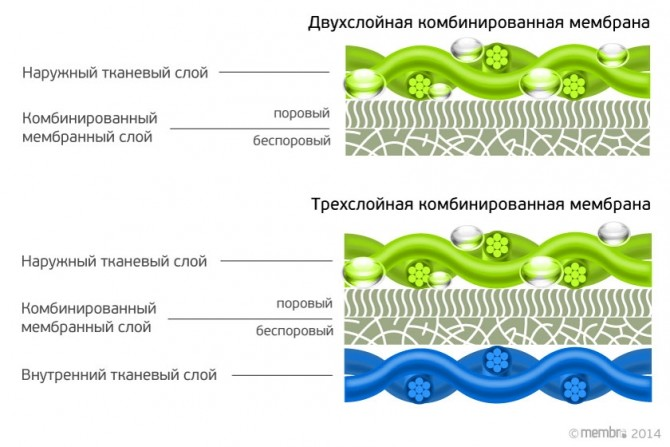 Двухслойная комбинированная мембрана
Наружный тканевый слой
Комбинированный
мембранный слой
поровый
беспоровый
Трехслойная комбинированная мембрана
Наружный тканевый слой
Комбинированный
мембранный слой
поровый
беспоровый
Внутренний тканевый слой
© membra 2014